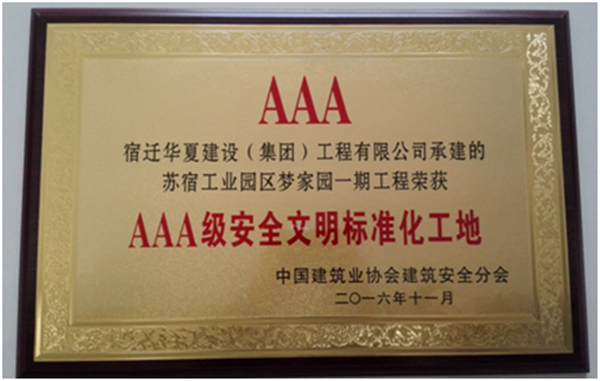 AAA
宿迁华夏建设（集团）工程有限公司承建的
苏宿工业园区梦家园一期工程荣获
AAA级安全文明标准化工地
中国建筑业协会建筑安全分会
二〇一六年十一月